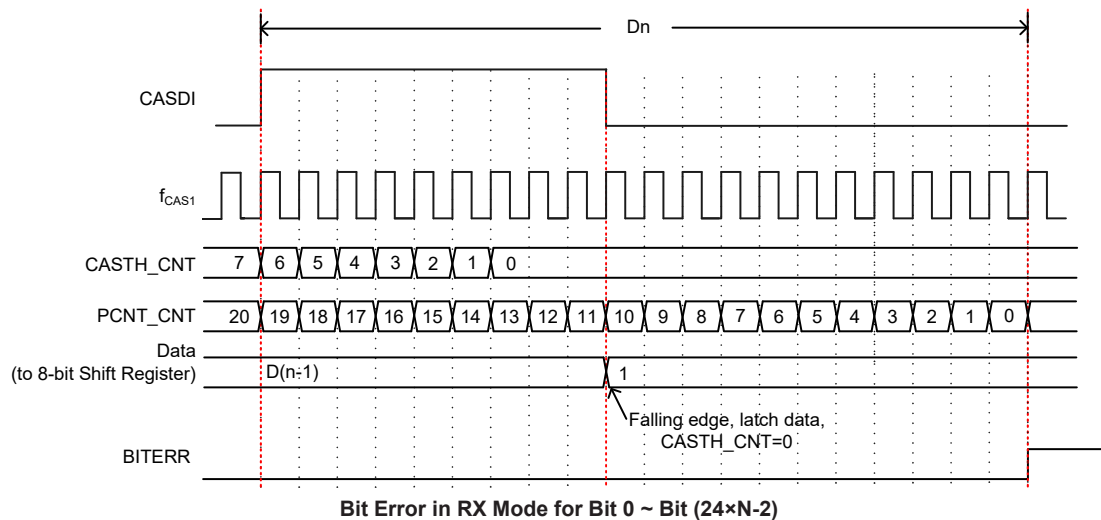 Dn
CASDI
fCAS1
CASTH_CNT 7 6 5 4 3 2 1 0
PCNT_CNT 20 19 18 17 16 15 14 13 12 11 10 9 8 7 6 5 4 3 2 1 0
Data
(to 8-bit Shift Register) D(n-1) 1
Falling edge, latch data,
CASTH_CNT=0
BITERR
Bit Error in RX Mode for Bit 0 ~ Bit (24×N-2)